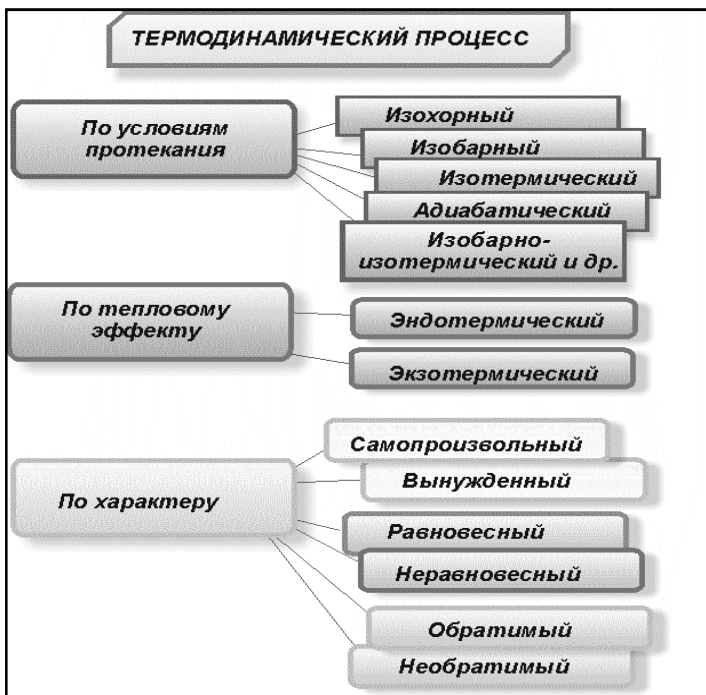 ТЕРМОДИНАМИЧЕСКИЙ ПРОЦЕСС
По условиям
протекания
Изохорный
Изобарный
Изотермический
Адиабатический
Изобарно-
изотермический и др.
По тепловому
эффекту
Эндотермический
Экзотермический
По характеру
Самопроизвольный
Вынужденный
Равновесный
Неравновесный
Обратимый
Необратимый